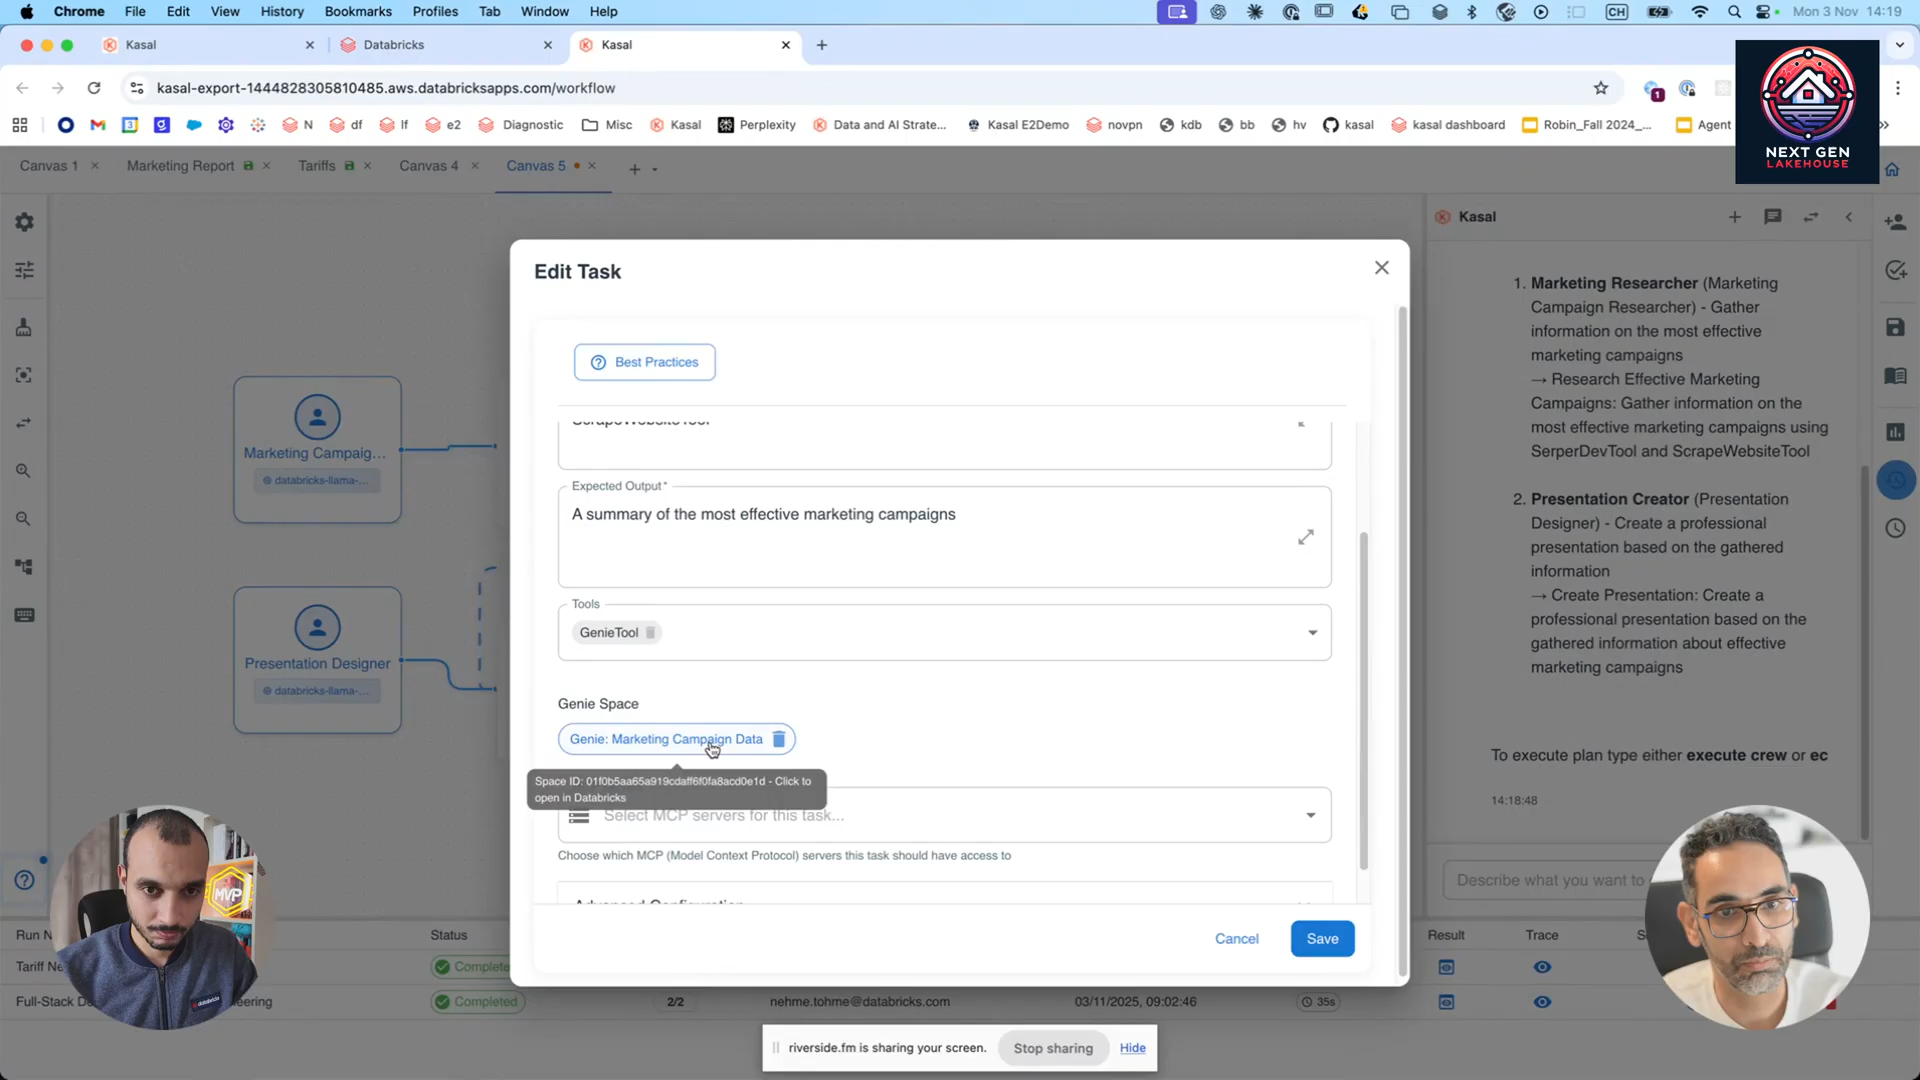 Chrome File Edit View History Bookmarks Profiles Tab Window Help CH Mon 3 Nov 14:19
Kasal Databricks Kasal
kasal-export-1444828305810485.aws.databricksapps.com/workflow 1
N df lf e2 Diagnostic Misc Kasal Perplexity Data and AI Strate... Kasal E2Demo novpn kdb bb hv kasal kasal dashboard Robin_Fall 2024_... Agent
NEXT GEN
LAKEHOUSE
Canvas 1 Marketing Report Tariffs Canvas 4 Canvas 5
Kasal
Edit Task
Best Practices
ScrapeWebsiteTool
Expected Output*
A summary of the most effective marketing campaigns
Tools
GenieTool
Genie Space
Genie: Marketing Campaign Data
Space ID: 01f0b5aa65a919cdaff6f0fa8acd0e1d - Click to
open in Databricks
Select MCP servers for this task...
Choose which MCP (Model Context Protocol) servers this task should have access to
Advanced Configuration
Cancel Save
Marketing Campaig...
databricks-llama-...
Presentation Designer
databricks-llama-...
1. Marketing Researcher (Marketing
Campaign Researcher) - Gather
information on the most effective
marketing campaigns
→ Research Effective Marketing
Campaigns: Gather information on the
most effective marketing campaigns using
SerperDevTool and ScrapeWebsiteTool
2. Presentation Creator (Presentation
Designer) - Create a professional
presentation based on the gathered
information
→ Create Presentation: Create a
professional presentation based on the
gathered information about effective
marketing campaigns
To execute plan type either execute crew or ec
14:18:48
Describe what you want to
MVP
databricks
Run N Status Result Trace
Tariff Ne Complete
Full-Stack De eering Completed 2/2 nehme.tohme@databricks.com 03/11/2025, 09:02:46 35s
riverside.fm is sharing your screen. Stop sharing Hide